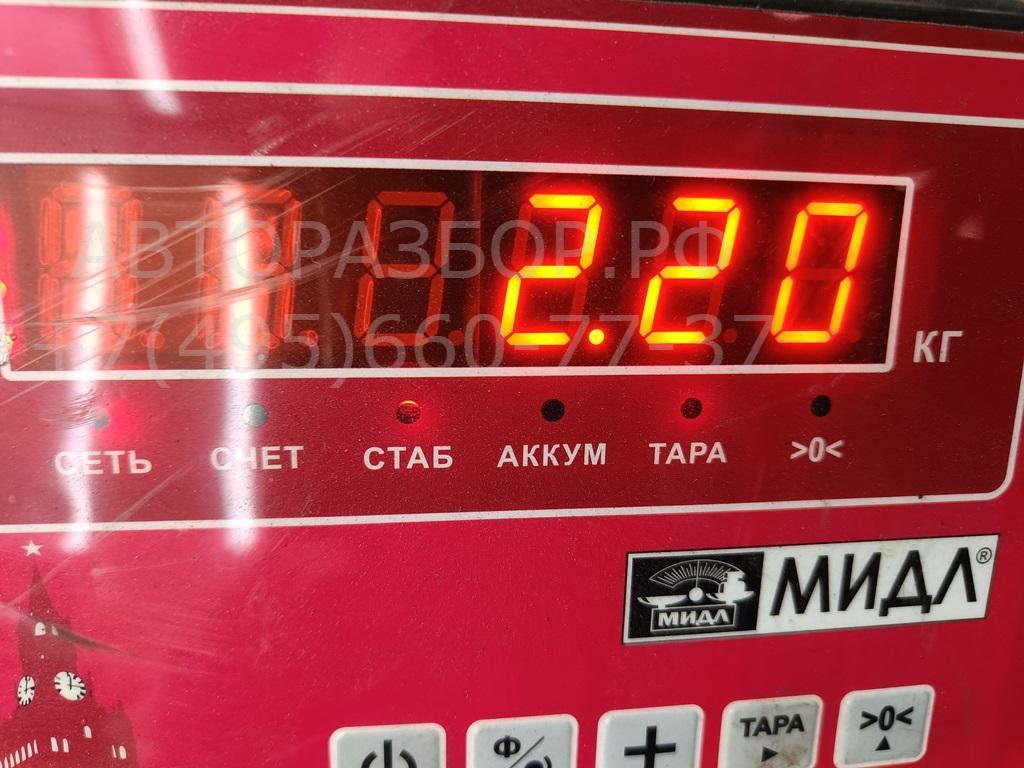 АВТОРАЗБОР.РФ
2.20
+7(495)660-77-37
КГ
СЕТЬ СЧЕТ СТАБ АККУМ ТАРА >0<
МИДЛ МИДЛ®
Ф/
+ ТАРА >0<